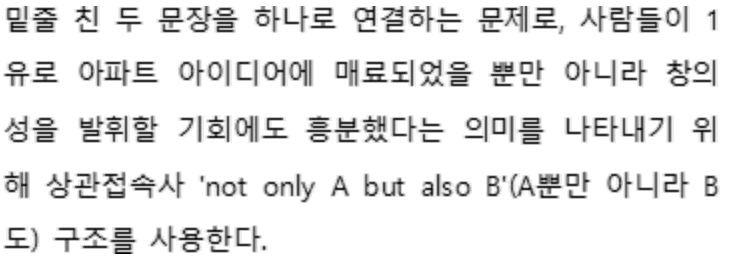 밑줄 친 두 문장을 하나로 연결하는 문제로, 사람들이 1
유로 아파트 아이디어에 매료되었을 뿐만 아니라 창의
성을 발휘할 기회에도 흥분했다는 의미를 나타내기 위
해 상관접속사 'not only A but also B'(A뿐만 아니라 B
도) 구조를 사용한다.